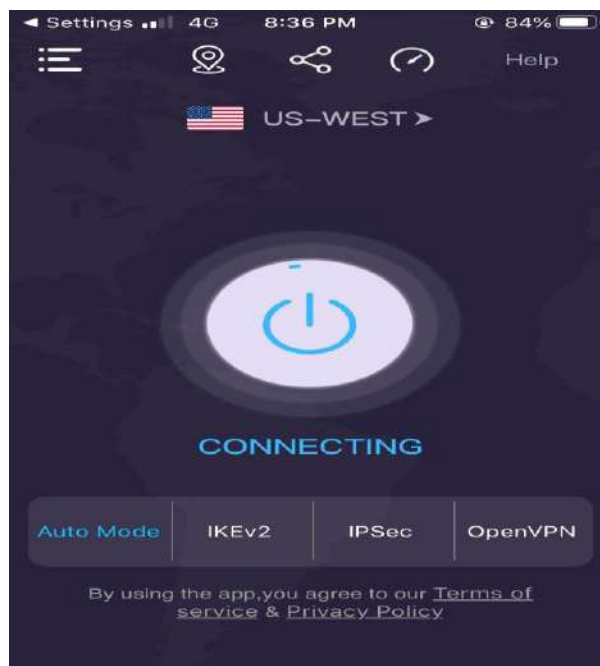 ◀ Settings 4G 8:36 PM 84%
Help
US-WEST ➤
CONNECTING
Auto Mode IKEv2 IPSec OpenVPN
By using the app,you agree to our Terms of
service & Privacy Policy